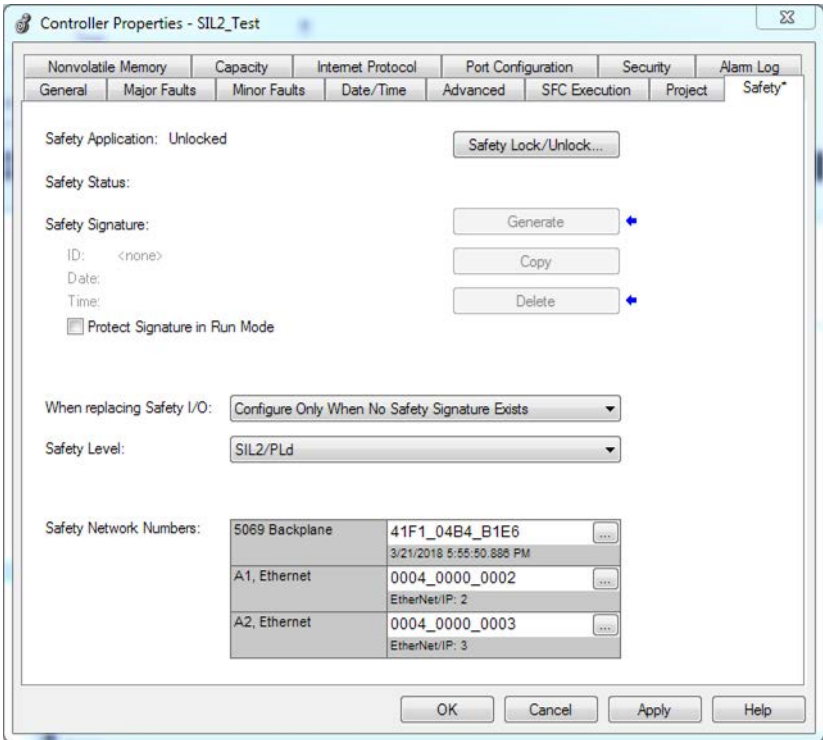 Controller Properties - SIL2_Test
Nonvolatile Memory Capacity Internet Protocol Port Configuration Security Alarm Log
General Major Faults Minor Faults Date/Time Advanced SFC Execution Project Safety*
Safety Application: Unlocked Safety Lock/Unlock...
Safety Status:
Safety Signature: Generate
ID: <none> Copy
Date:
Time: Delete
Protect Signature in Run Mode
When replacing Safety I/O: Configure Only When No Safety Signature Exists
Safety Level: SIL2/PLd
Safety Network Numbers: 5069 Backplane 41F1_04B4_B1E6 ...
3/21/2018 5:55:50.886 PM
A1, Ethernet 0004_0000_0002 ...
EtherNet/IP: 2
A2, Ethernet 0004_0000_0003 ...
EtherNet/IP: 3
OK Cancel Apply Help